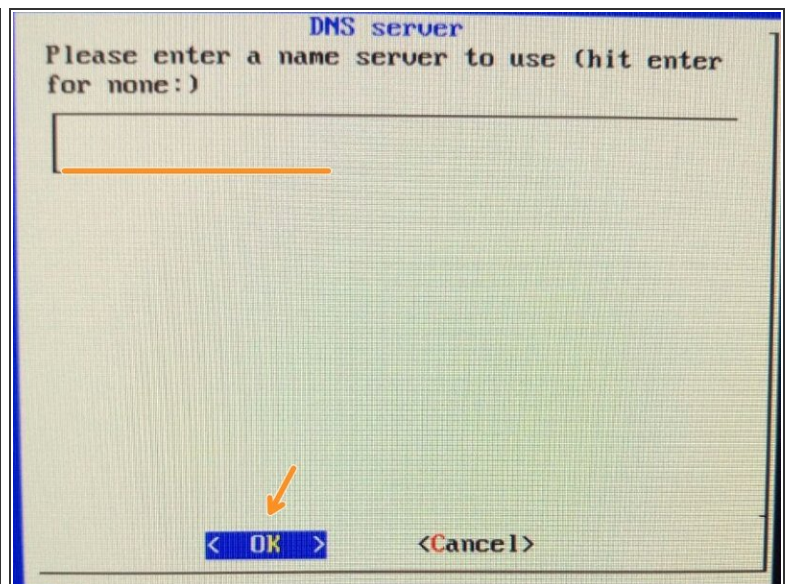 DNS server
Please enter a name server to use (hit enter
for none:)
< OK >
<Cancel>